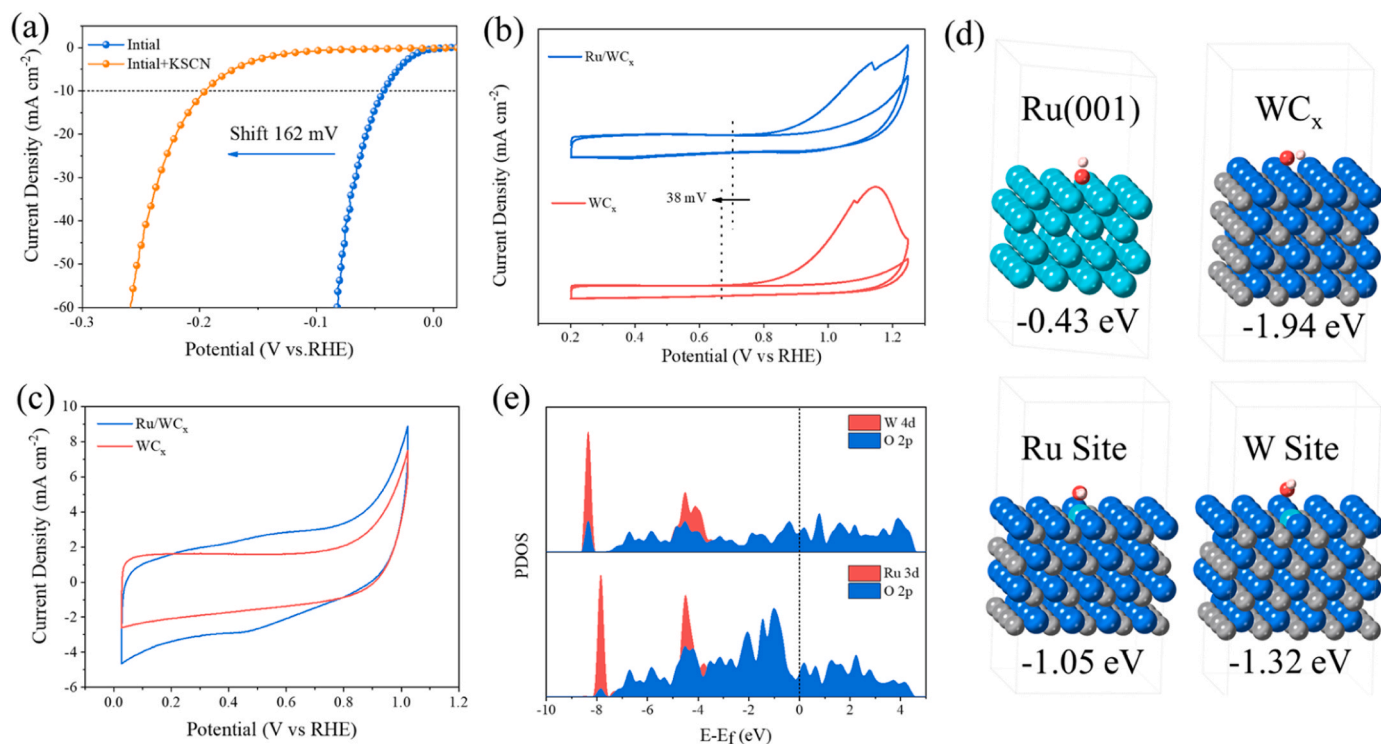 (a)
Intial
Intial+KSCN
Shift 162 mV
0
-10
-20
-30
-40
-50
-60
-0.3
-0.2
-0.1
0.0
Current Density (mA cm⁻²)
Potential (V vs.RHE)
(b)
Ru/WCₓ
38 mV
WCₓ
0.2
0.4
0.6
0.8
1.0
1.2
Current Density (mA cm⁻²)
Potential (V vs RHE)
(c)
Ru/WCₓ
WCₓ
10
8
6
4
2
0
-2
-4
-6
0.0
0.2
0.4
0.6
0.8
1.0
1.2
Current Density (mA cm⁻²)
Potential (V vs RHE)
(e)
W 4d
O 2p
Ru 3d
O 2p
PDOS
-10
-8
-6
-4
-2
0
2
4
E-Ef (eV)
(d)
Ru(001)
-0.43 eV
WCₓ
-1.94 eV
Ru Site
-1.05 eV
W Site
-1.32 eV